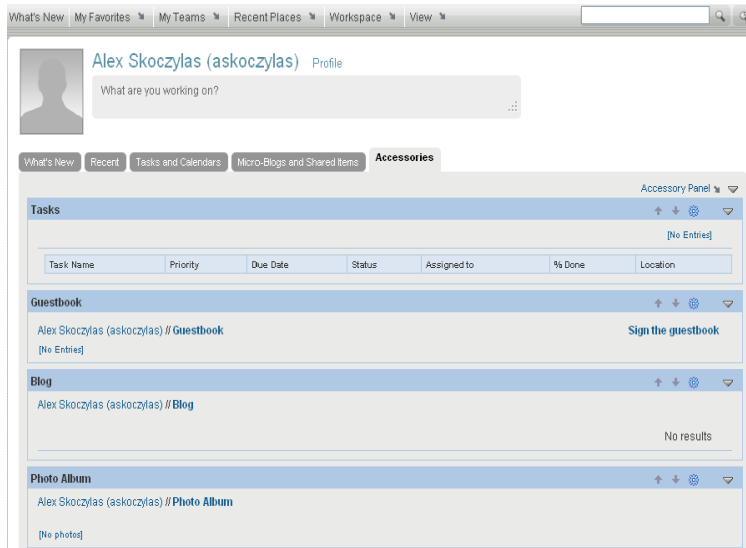 What's New My Favorites My Teams Recent Places Workspace View
Alex Skoczylas (askoczylas) Profile
What are you working on?
What's New Recent Tasks and Calendars Micro-Blogs and Shared Items Accessories
Accessory Panel
Tasks
[No Entries]
Task Name Priority Due Date Status Assigned to % Done Location
Guestbook
Alex Skoczylas (askoczylas) // Guestbook Sign the guestbook
[No Entries]
Blog
Alex Skoczylas (askoczylas) // Blog
No results
Photo Album
Alex Skoczylas (askoczylas) // Photo Album
[No photos]